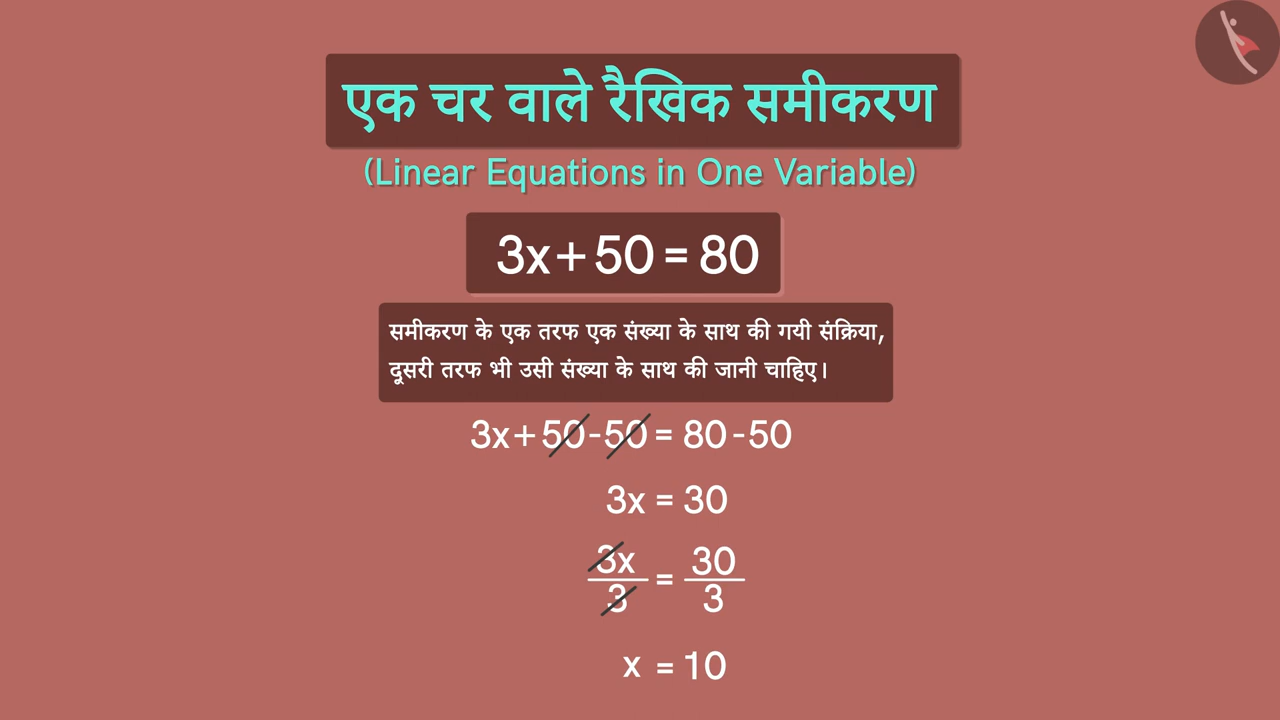 एक चर वाले रैखिक समीकरण
(Linear Equations in One Variable)
3x+50=80
समीकरण के एक तरफ एक संख्या के साथ की गयी संक्रिया,
दूसरी तरफ भी उसी संख्या के साथ की जानी चाहिए।
3x+50-50=80-50
3x = 30
3x/3 = 30/3
x = 10